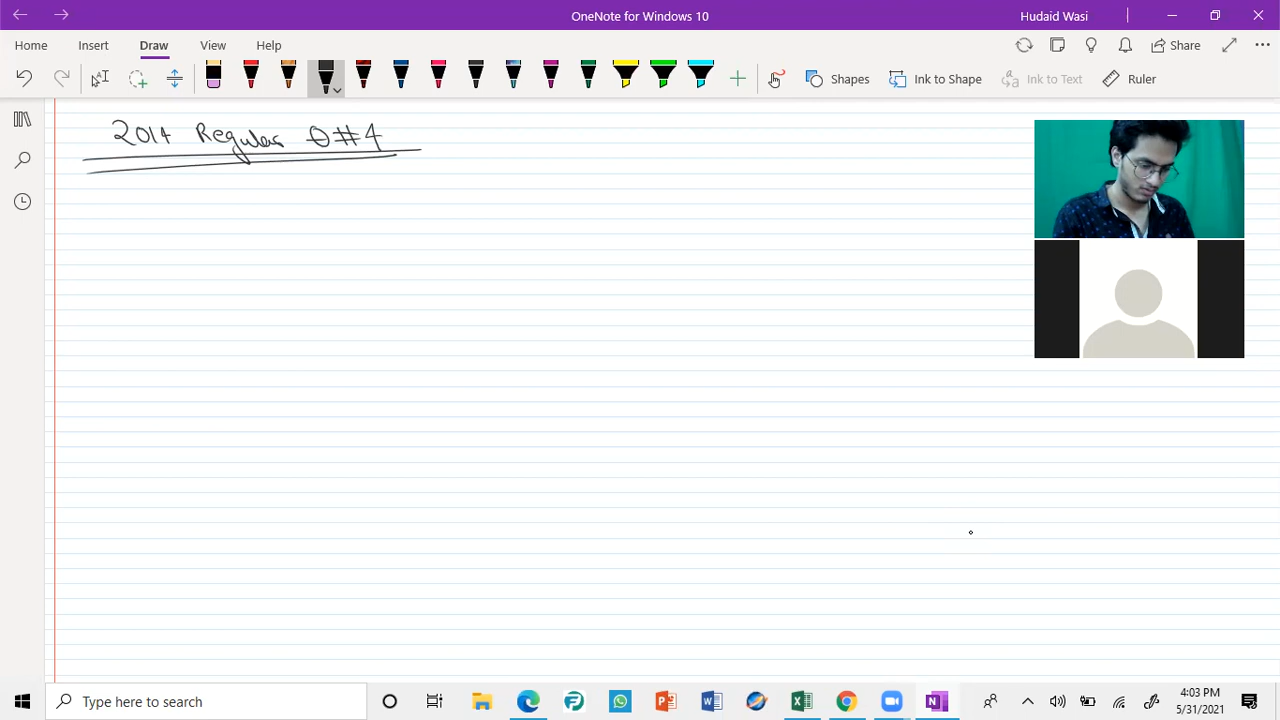 OneNote for Windows 10
Hudaid Wasi
Home Insert Draw View Help
Share
Shapes
Ink to Shape
Ink to Text
Ruler
2014 Regular Q#4
Type here to search
4:03 PM
5/31/2021